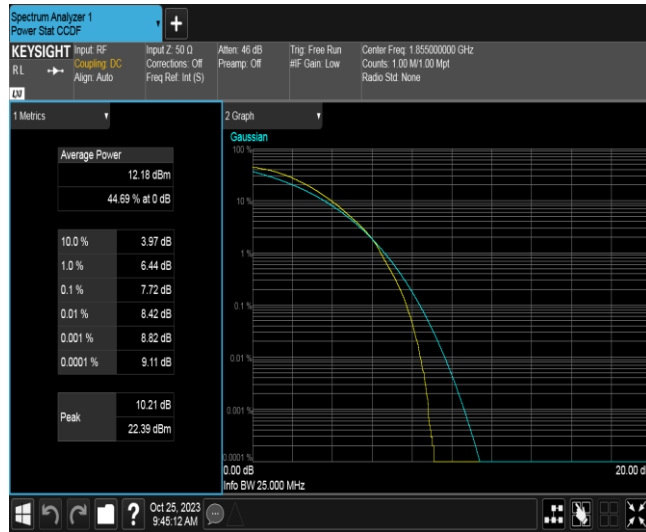 Spectrum Analyzer 1
Power Stat CCDF
+
KEYSIGHT
R L
LXI
Input: RF
Coupling: DC
Align: Auto
Input Z: 50 Ω
Corrections: Off
Freq Ref: Int (S)
Atten: 46 dB
Preamp: Off
Trig: Free Run
#IF Gain: Low
Center Freq: 1.855000000 GHz
Counts: 1.00 M/1.00 Mpt
Radio Std: None
1 Metrics
Average Power
12.18 dBm
44.69 % at 0 dB
10.0 % 3.97 dB
1.0 % 6.44 dB
0.1 % 7.72 dB
0.01 % 8.42 dB
0.001 % 8.82 dB
0.0001 % 9.11 dB
Peak
10.21 dB
22.39 dBm
2 Graph
Gaussian
100 %
10 %
1 %
0.1 %
0.01 %
0.001 %
0.0001 %
0.00 dB
20.00 d
Info BW 25.000 MHz
?
Oct 25, 2023
9:45:12 AM